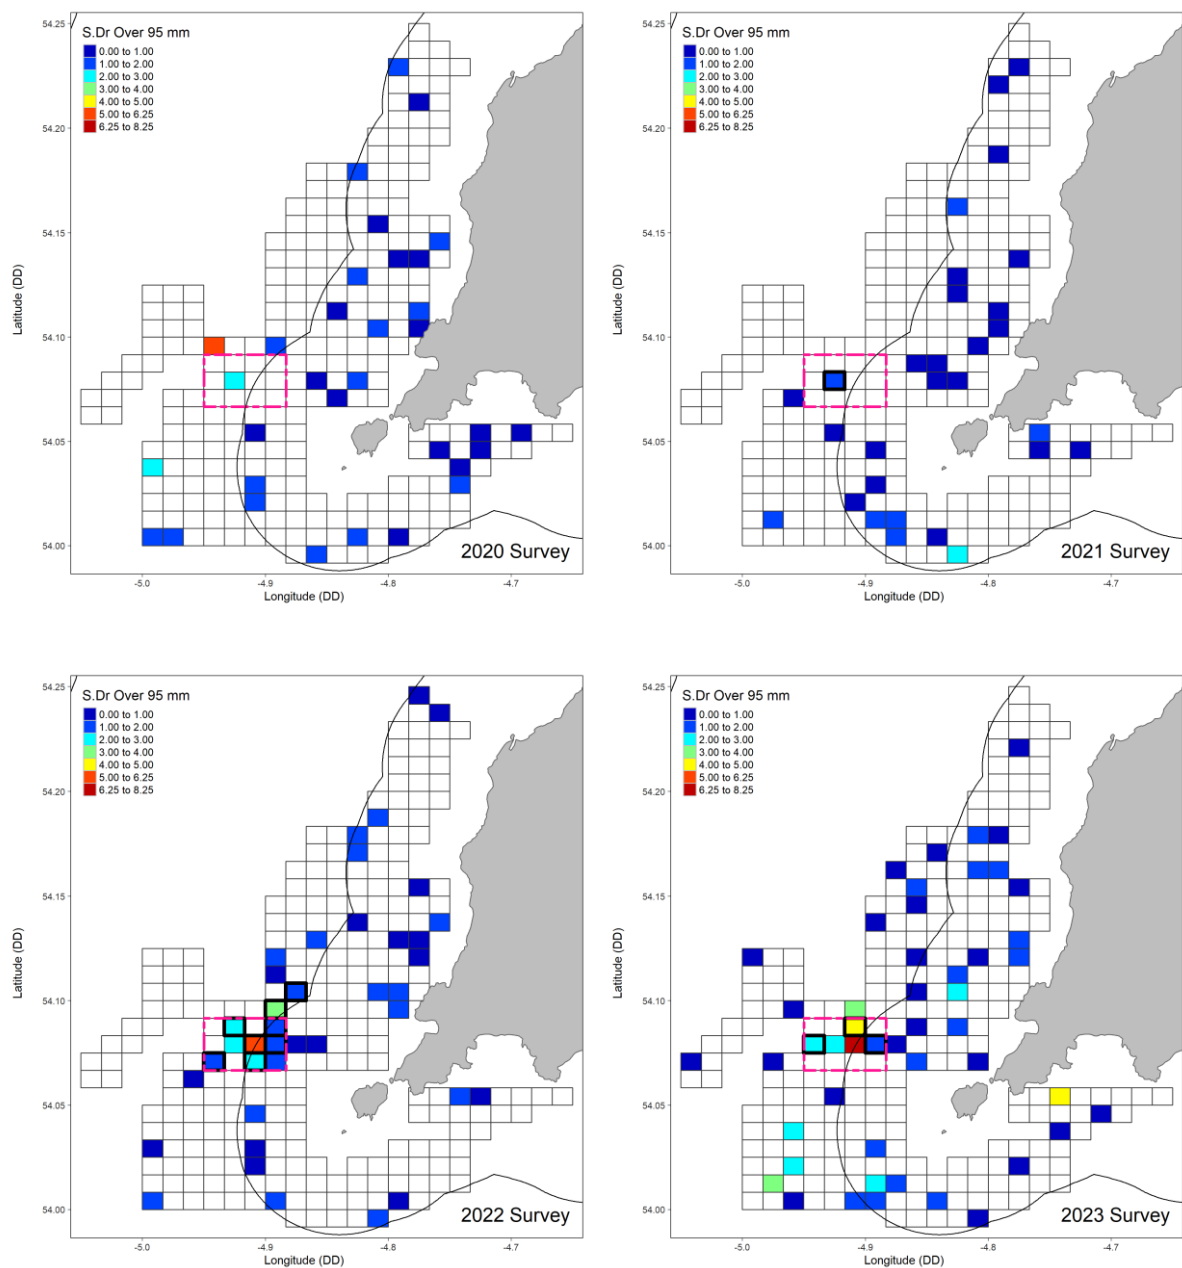 S.Dr Over 95 mm
0.00 to 1.00
1.00 to 2.00
2.00 to 3.00
3.00 to 4.00
4.00 to 5.00
5.00 to 6.25
6.25 to 8.25
54.25
54.20
54.15
54.10
54.05
54.00
Latitude (DD)
2020 Survey
-5.0
-4.9
-4.8
-4.7
Longitude (DD)
S.Dr Over 95 mm
0.00 to 1.00
1.00 to 2.00
2.00 to 3.00
3.00 to 4.00
4.00 to 5.00
5.00 to 6.25
6.25 to 8.25
54.25
54.20
54.15
54.10
54.05
54.00
Latitude (DD)
2021 Survey
-5.0
-4.9
-4.8
-4.7
Longitude (DD)
S.Dr Over 95 mm
0.00 to 1.00
1.00 to 2.00
2.00 to 3.00
3.00 to 4.00
4.00 to 5.00
5.00 to 6.25
6.25 to 8.25
54.25
54.20
54.15
54.10
54.05
54.00
Latitude (DD)
2022 Survey
-5.0
-4.9
-4.8
-4.7
Longitude (DD)
S.Dr Over 95 mm
0.00 to 1.00
1.00 to 2.00
2.00 to 3.00
3.00 to 4.00
4.00 to 5.00
5.00 to 6.25
6.25 to 8.25
54.25
54.20
54.15
54.10
54.05
54.00
Latitude (DD)
2023 Survey
-5.0
-4.9
-4.8
-4.7
Longitude (DD)